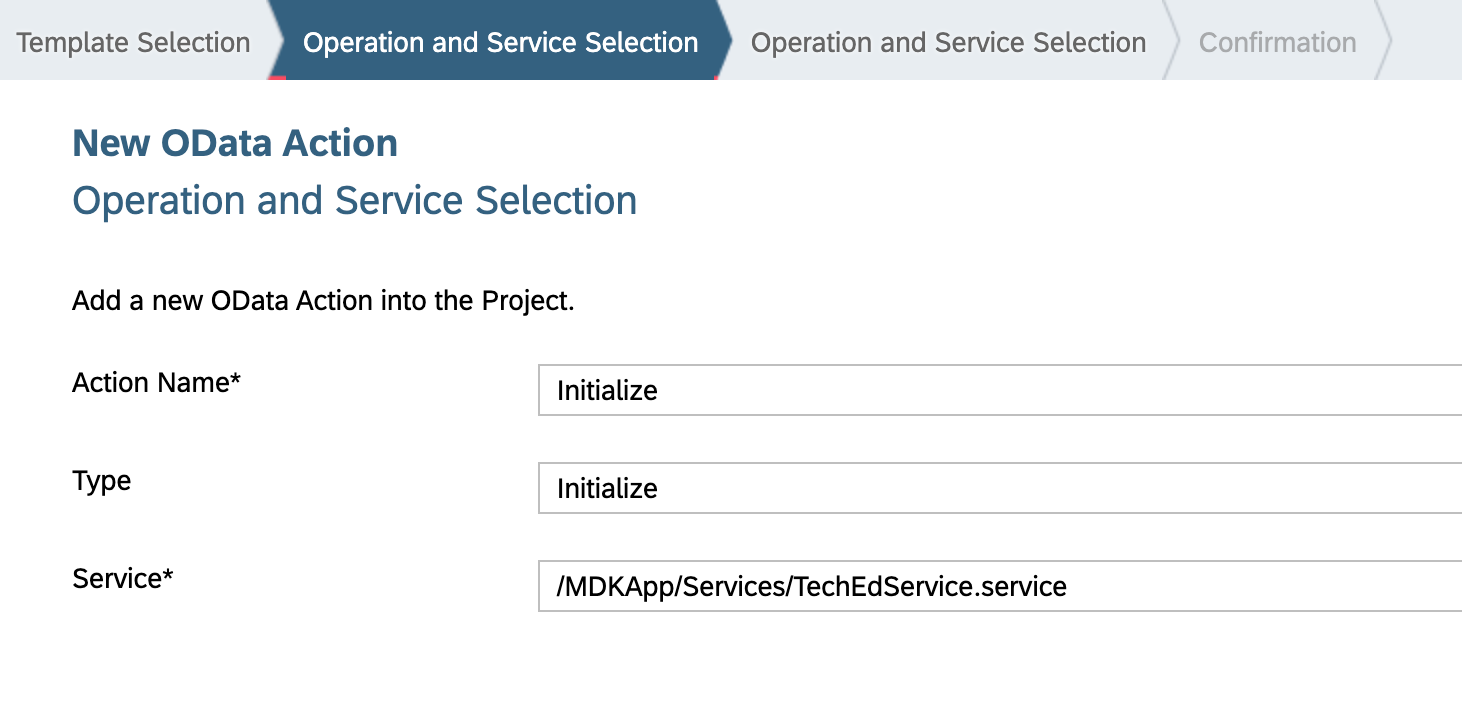 Template Selection Operation and Service Selection Operation and Service Selection Confirmation
New OData Action
Operation and Service Selection
Add a new OData Action into the Project.
Action Name* Initialize
Type Initialize
Service* /MDKApp/Services/TechEdService.service